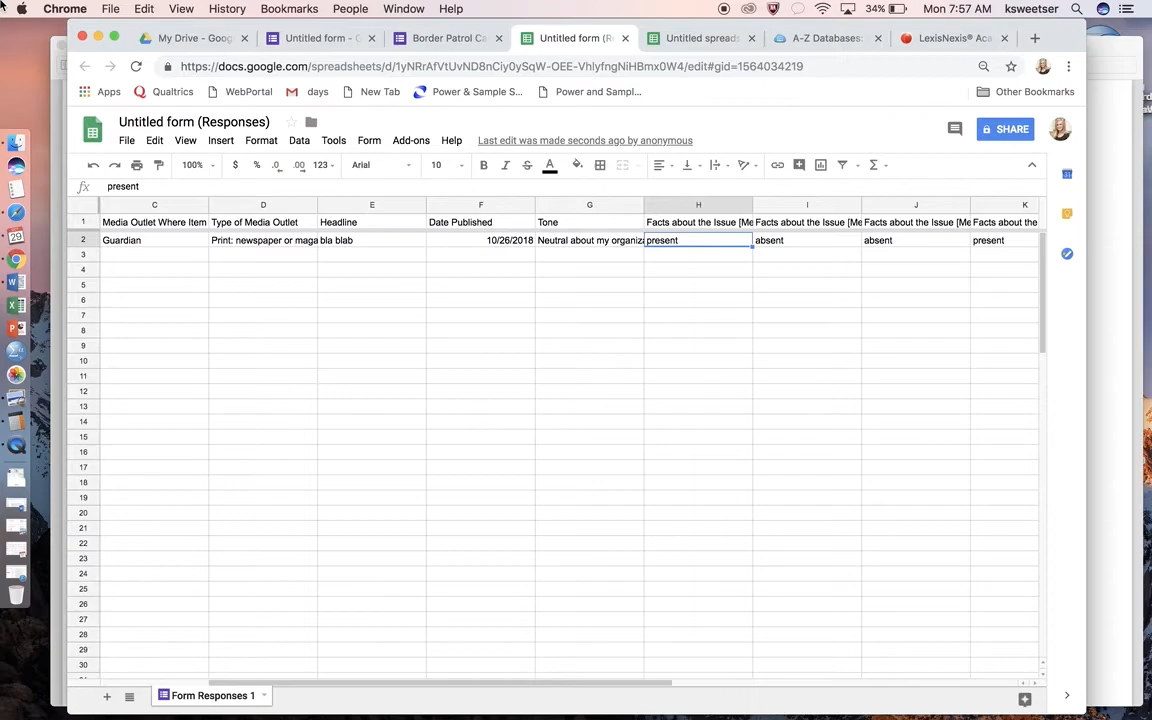 Chrome File Edit View History Bookmarks People Window Help 34% Mon 7:57 AM ksweetser
My Drive - Goog Untitled form - G Border Patrol Ca Untitled form (R Untitled spreads A-Z Databases: LexisNexis® Aca
https://docs.google.com/spreadsheets/d/1yNRrAfVtUvND8nCiy0ySqW-OEE-VhlyfngNiHBmx0W4/edit#gid=1564034219
Apps Qualtrics WebPortal days New Tab Power & Sample S... Power and Sampl... Other Bookmarks
Untitled form (Responses)
SHARE
File Edit View Insert Format Data Tools Form Add-ons Help Last edit was made seconds ago by anonymous
100% $ % .0 .00 123 Arial 10 B I S A Σ
fx present
C D E F G H I J K
1 Media Outlet Where Item Type of Media Outlet Headline Date Published Tone Facts about the Issue [Me Facts about the Issue [Me Facts about the Issue [Me Facts about the
2 Guardian Print: newspaper or maga bla blab 10/26/2018 Neutral about my organiza present absent absent present
3
4
5
6
7
8
9
10
11
12
13
14
15
16
17
18
19
20
21
22
23
24
25
26
27
28
29
30
Form Responses 1